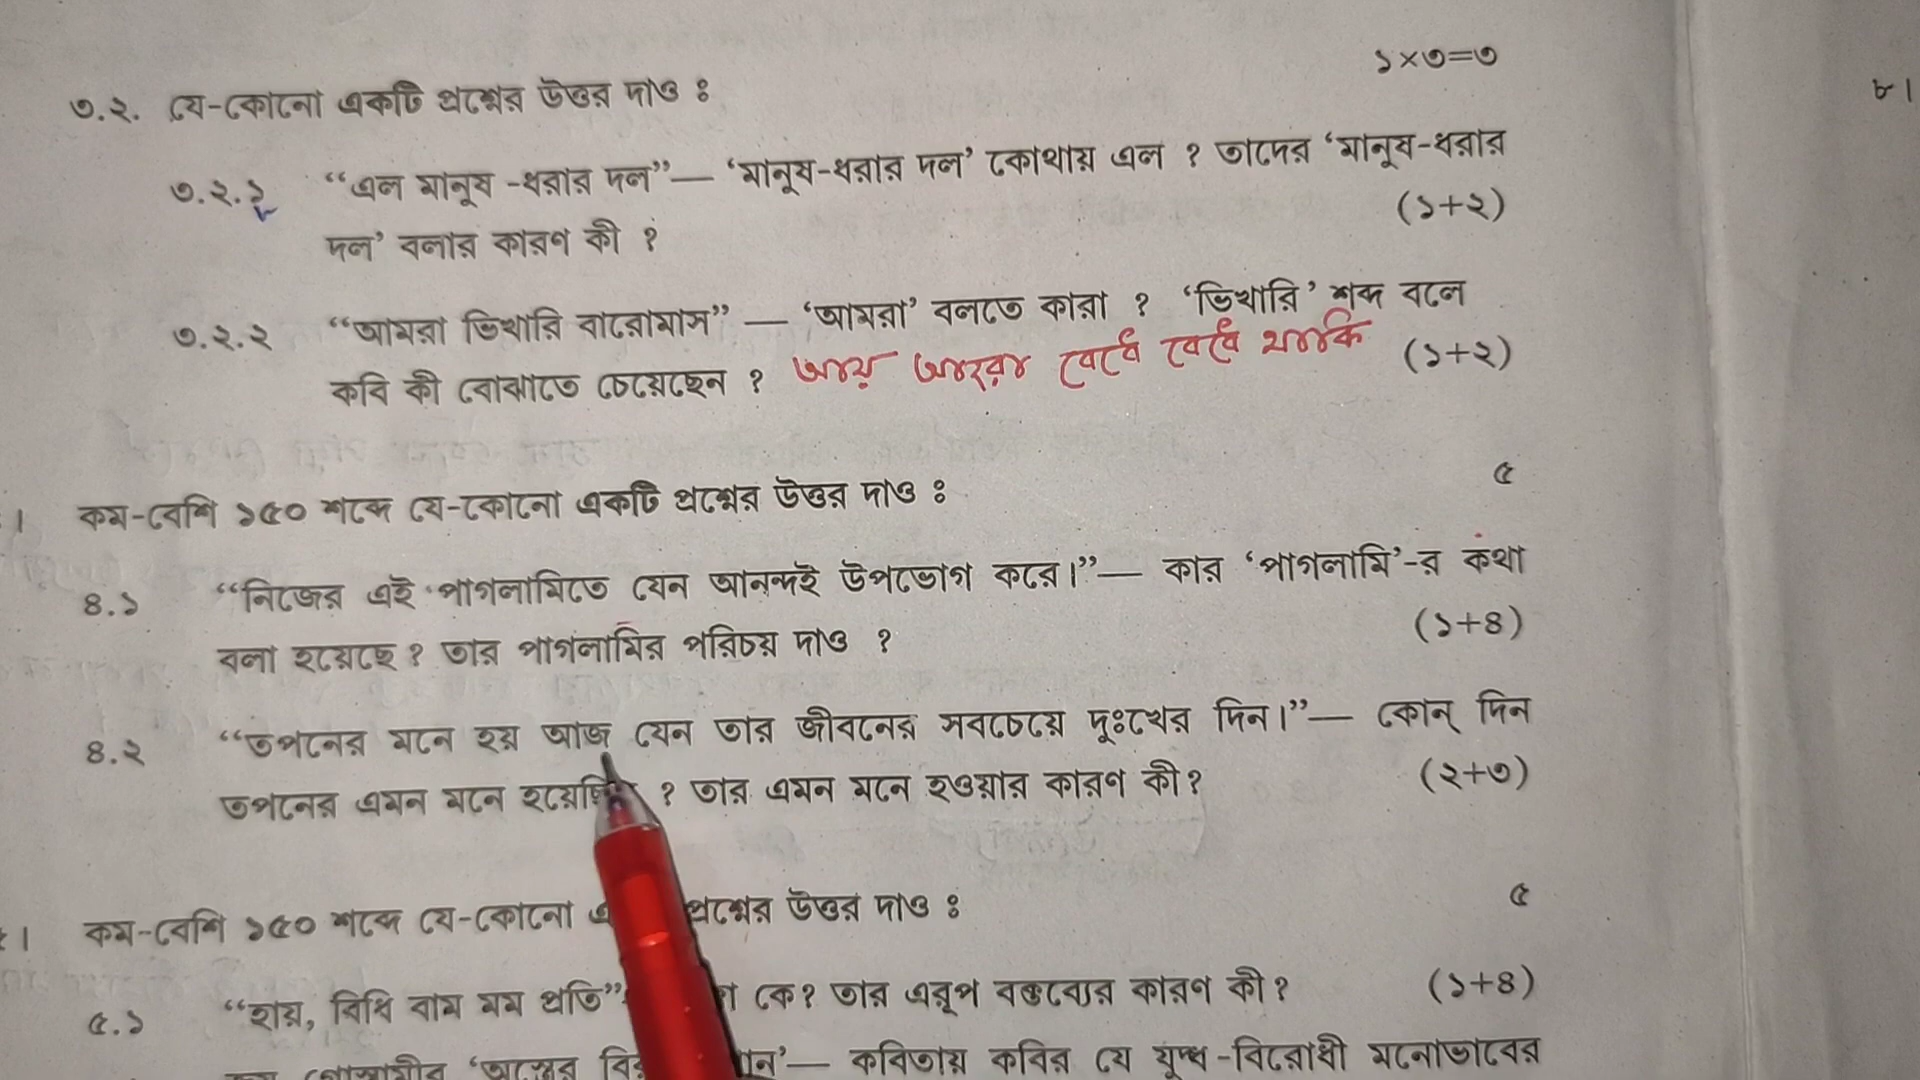 ১×৩=৩
৩.২. যে-কোনো একটি প্রশ্নের উত্তর দাও ঃ
৮।
৩.২.১ “এল মানুষ -ধরার দল”— ‘মানুষ-ধরার দল’ কোথায় এল ? তাদের ‘মানুষ-ধরার
দল’ বলার কারণ কী ? (১+২)
৩.২.২ “আমরা ভিখারি বারোমাস” — ‘আমরা’ বলতে কারা ? ‘ভিখারি’ শব্দ বলে
কবি কী বোঝাতে চেয়েছেন ? আয় আরো বেঁধে বেঁধে থাকি (১+২)
। কম-বেশি ১৫০ শব্দে যে-কোনো একটি প্রশ্নের উত্তর দাও ঃ ৫
৪.১ “নিজের এই পাগলামিতে যেন আনন্দই উপভোগ করে।”— কার ‘পাগলামি’-র কথা
বলা হয়েছে ? তার পাগলামির পরিচয় দাও ? (১+৪)
৪.২ “তপনের মনে হয় আজ যেন তার জীবনের সবচেয়ে দুঃখের দিন।”— কোন্ দিন
তপনের এমন মনে ? তার এমন মনে হওয়ার কারণ কী? (২+৩)
। কম-বেশি ১৫০ শব্দে যে-কোনো প্রশ্নের উত্তর দাও ঃ ৫
৫.১ “হায়, বিধি বাম মম প্রতি” কে? তার এরূপ বক্তব্যের কারণ কী? (১+৪)
— কবিতায় কবির যে যুদ্ধ-বিরোধী মনোভাবের